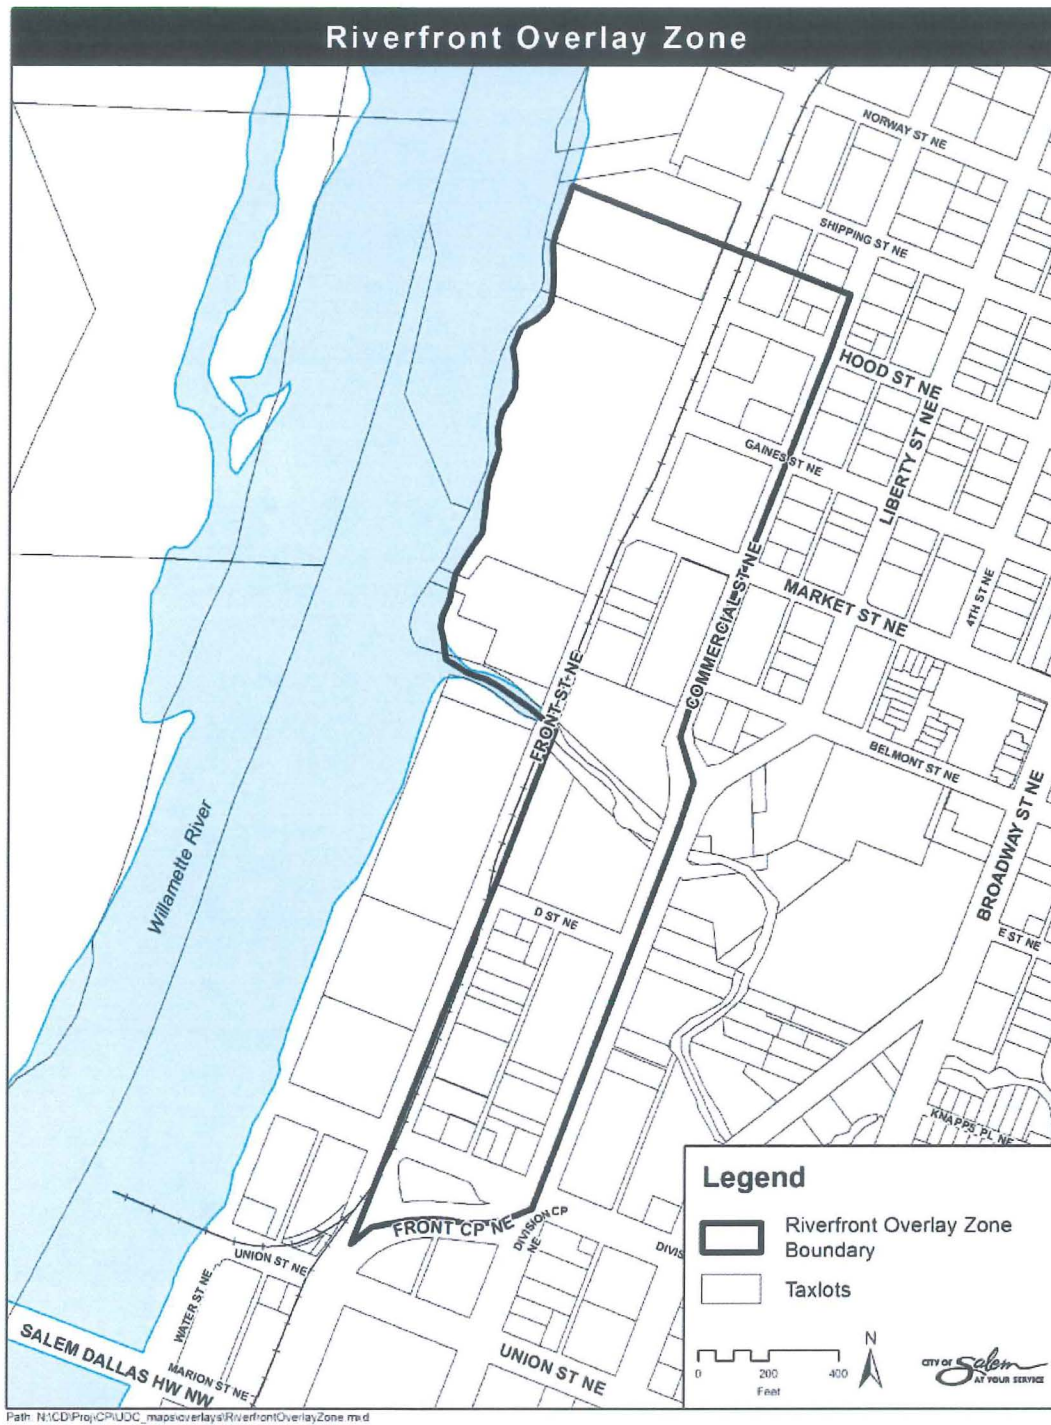 Riverfront Overlay Zone
NORWAY ST NE
SHIPPING ST NE
HOOD ST NE
LIBERTY ST NE
GAINES ST NE
MARKET ST NE
4TH ST NE
COMMERCIAL ST NE
FRONT ST NE
BELMONT ST NE
BROADWAY ST NE
Willamette River
D ST NE
E ST NE
KNAPPS PL NE
FRONT CP NE
DIVISION CP
NE
DIVIS
UNION ST NE
WATER ST NE
UNION ST NE
MARION ST NE
SALEM DALLAS HW NW
Legend
Riverfront Overlay Zone
Boundary
Taxlots
N
0 200 400
Feet
CITY OF Salem
AT YOUR SERVICE
Path: N:\CD\Proj\CP\UDC_maps\overlays\RiverfrontOverlayZone.mxd